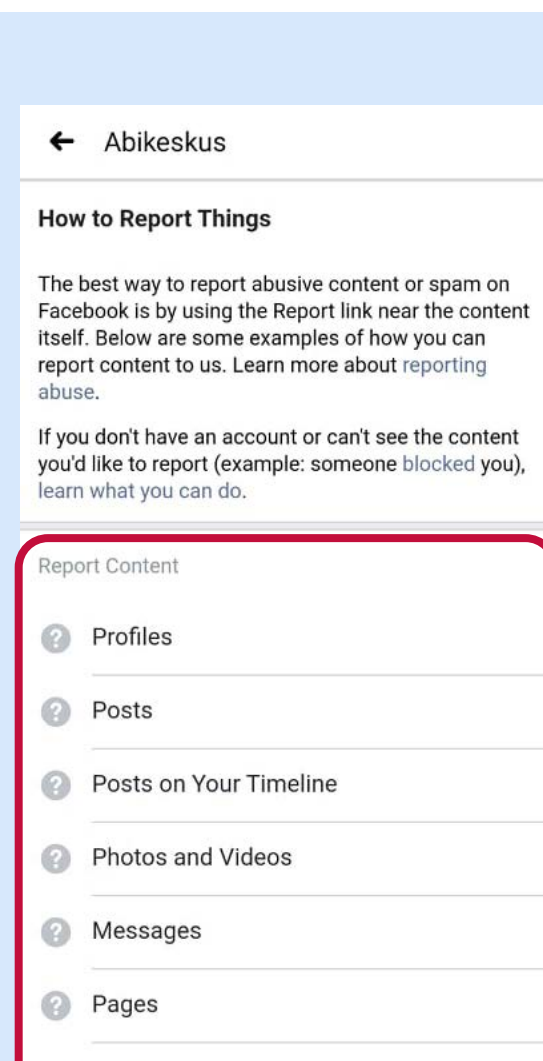 Abikeskus
How to Report Things
The best way to report abusive content or spam on
Facebook is by using the Report link near the content
itself. Below are some examples of how you can
report content to us. Learn more about reporting
abuse.
If you don't have an account or can't see the content
you'd like to report (example: someone blocked you),
learn what you can do.
Report Content
Profiles
Posts
Posts on Your Timeline
Photos and Videos
Messages
Pages